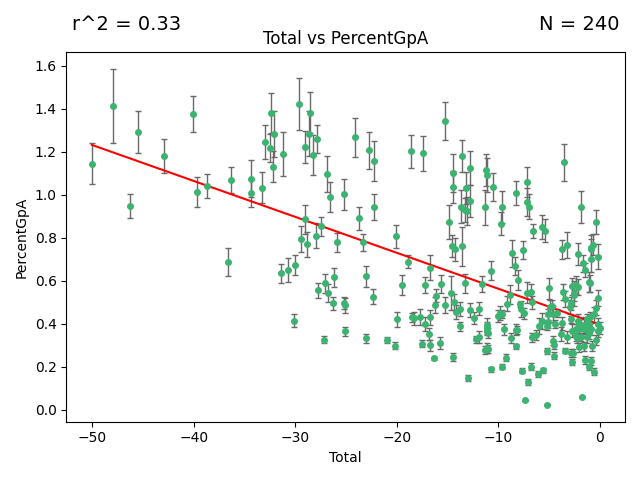 r^2 = 0.33 N = 240
Total vs PercentGpA
1.6
1.4
1.2
1.0
0.8
0.6
0.4
0.2
0.0
PercentGpA
−50 −40 −30 −20 −10 0
Total